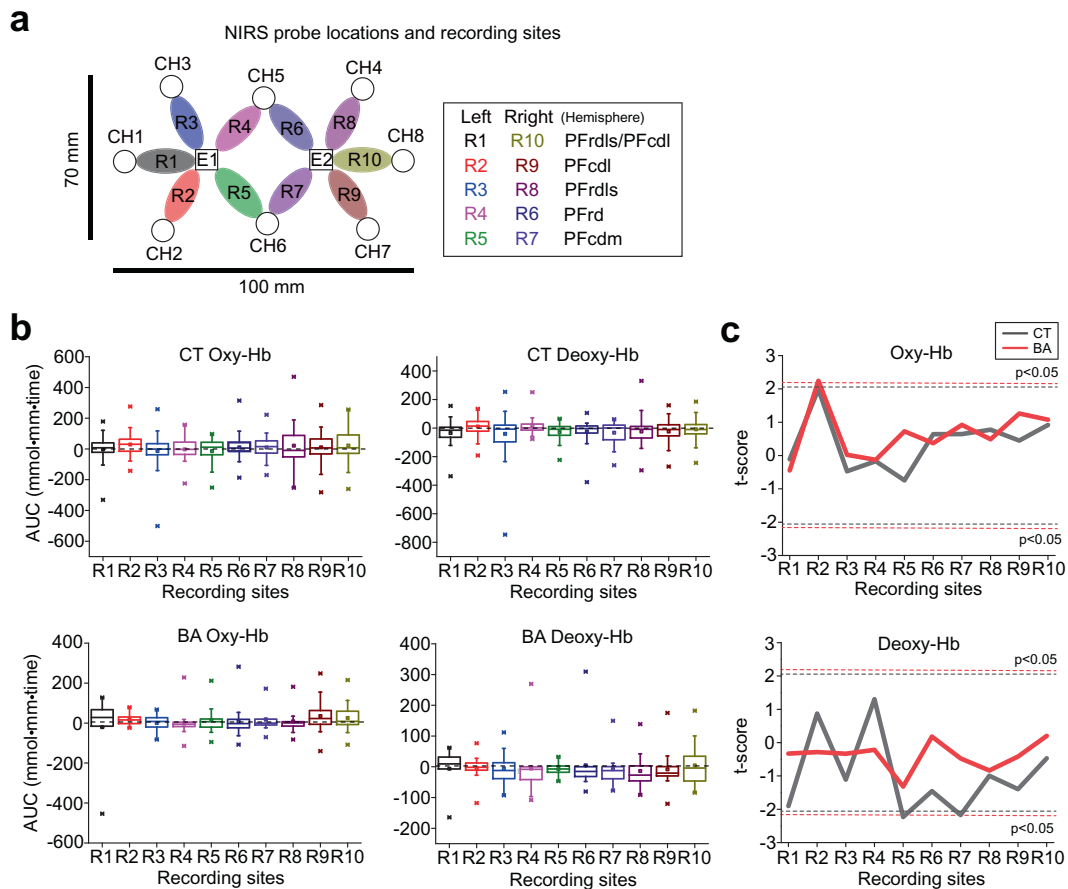 a
NIRS probe locations and recording sites
CH3
CH5
CH4
CH1
CH8
R3
R4
R6
R8
R1
E1
E2
R10
R2
R5
R7
R9
CH2
CH6
CH7
70 mm
100 mm
Left Rright (Hemisphere)
R1 R10 PFrdls/PFcdl
R2 R9 PFcdl
R3 R8 PFrdls
R4 R6 PFrd
R5 R7 PFcdm
b
CT Oxy-Hb
AUC (mmol·mm·time)
600
400
200
0
-200
-400
-600
R1 R2 R3 R4 R5 R6 R7 R8 R9 R10
Recording sites
CT Deoxy-Hb
400
200
0
-200
-400
-600
-800
R1 R2 R3 R4 R5 R6 R7 R8 R9 R10
Recording sites
BA Oxy-Hb
AUC (mmol·mm·time)
400
200
0
-200
-400
-600
R1 R2 R3 R4 R5 R6 R7 R8 R9 R10
Recording sites
BA Deoxy-Hb
400
300
200
100
0
-100
-200
R1 R2 R3 R4 R5 R6 R7 R8 R9 R10
Recording sites
c
CT
BA
Oxy-Hb
p<0.05
t-score
3
2
1
0
-1
-2
-3
p<0.05
R1 R2 R3 R4 R5 R6 R7 R8 R9 R10
Recording sites
Deoxy-Hb
p<0.05
t-score
3
2
1
0
-1
-2
-3
p<0.05
R1 R2 R3 R4 R5 R6 R7 R8 R9 R10
Recording sites